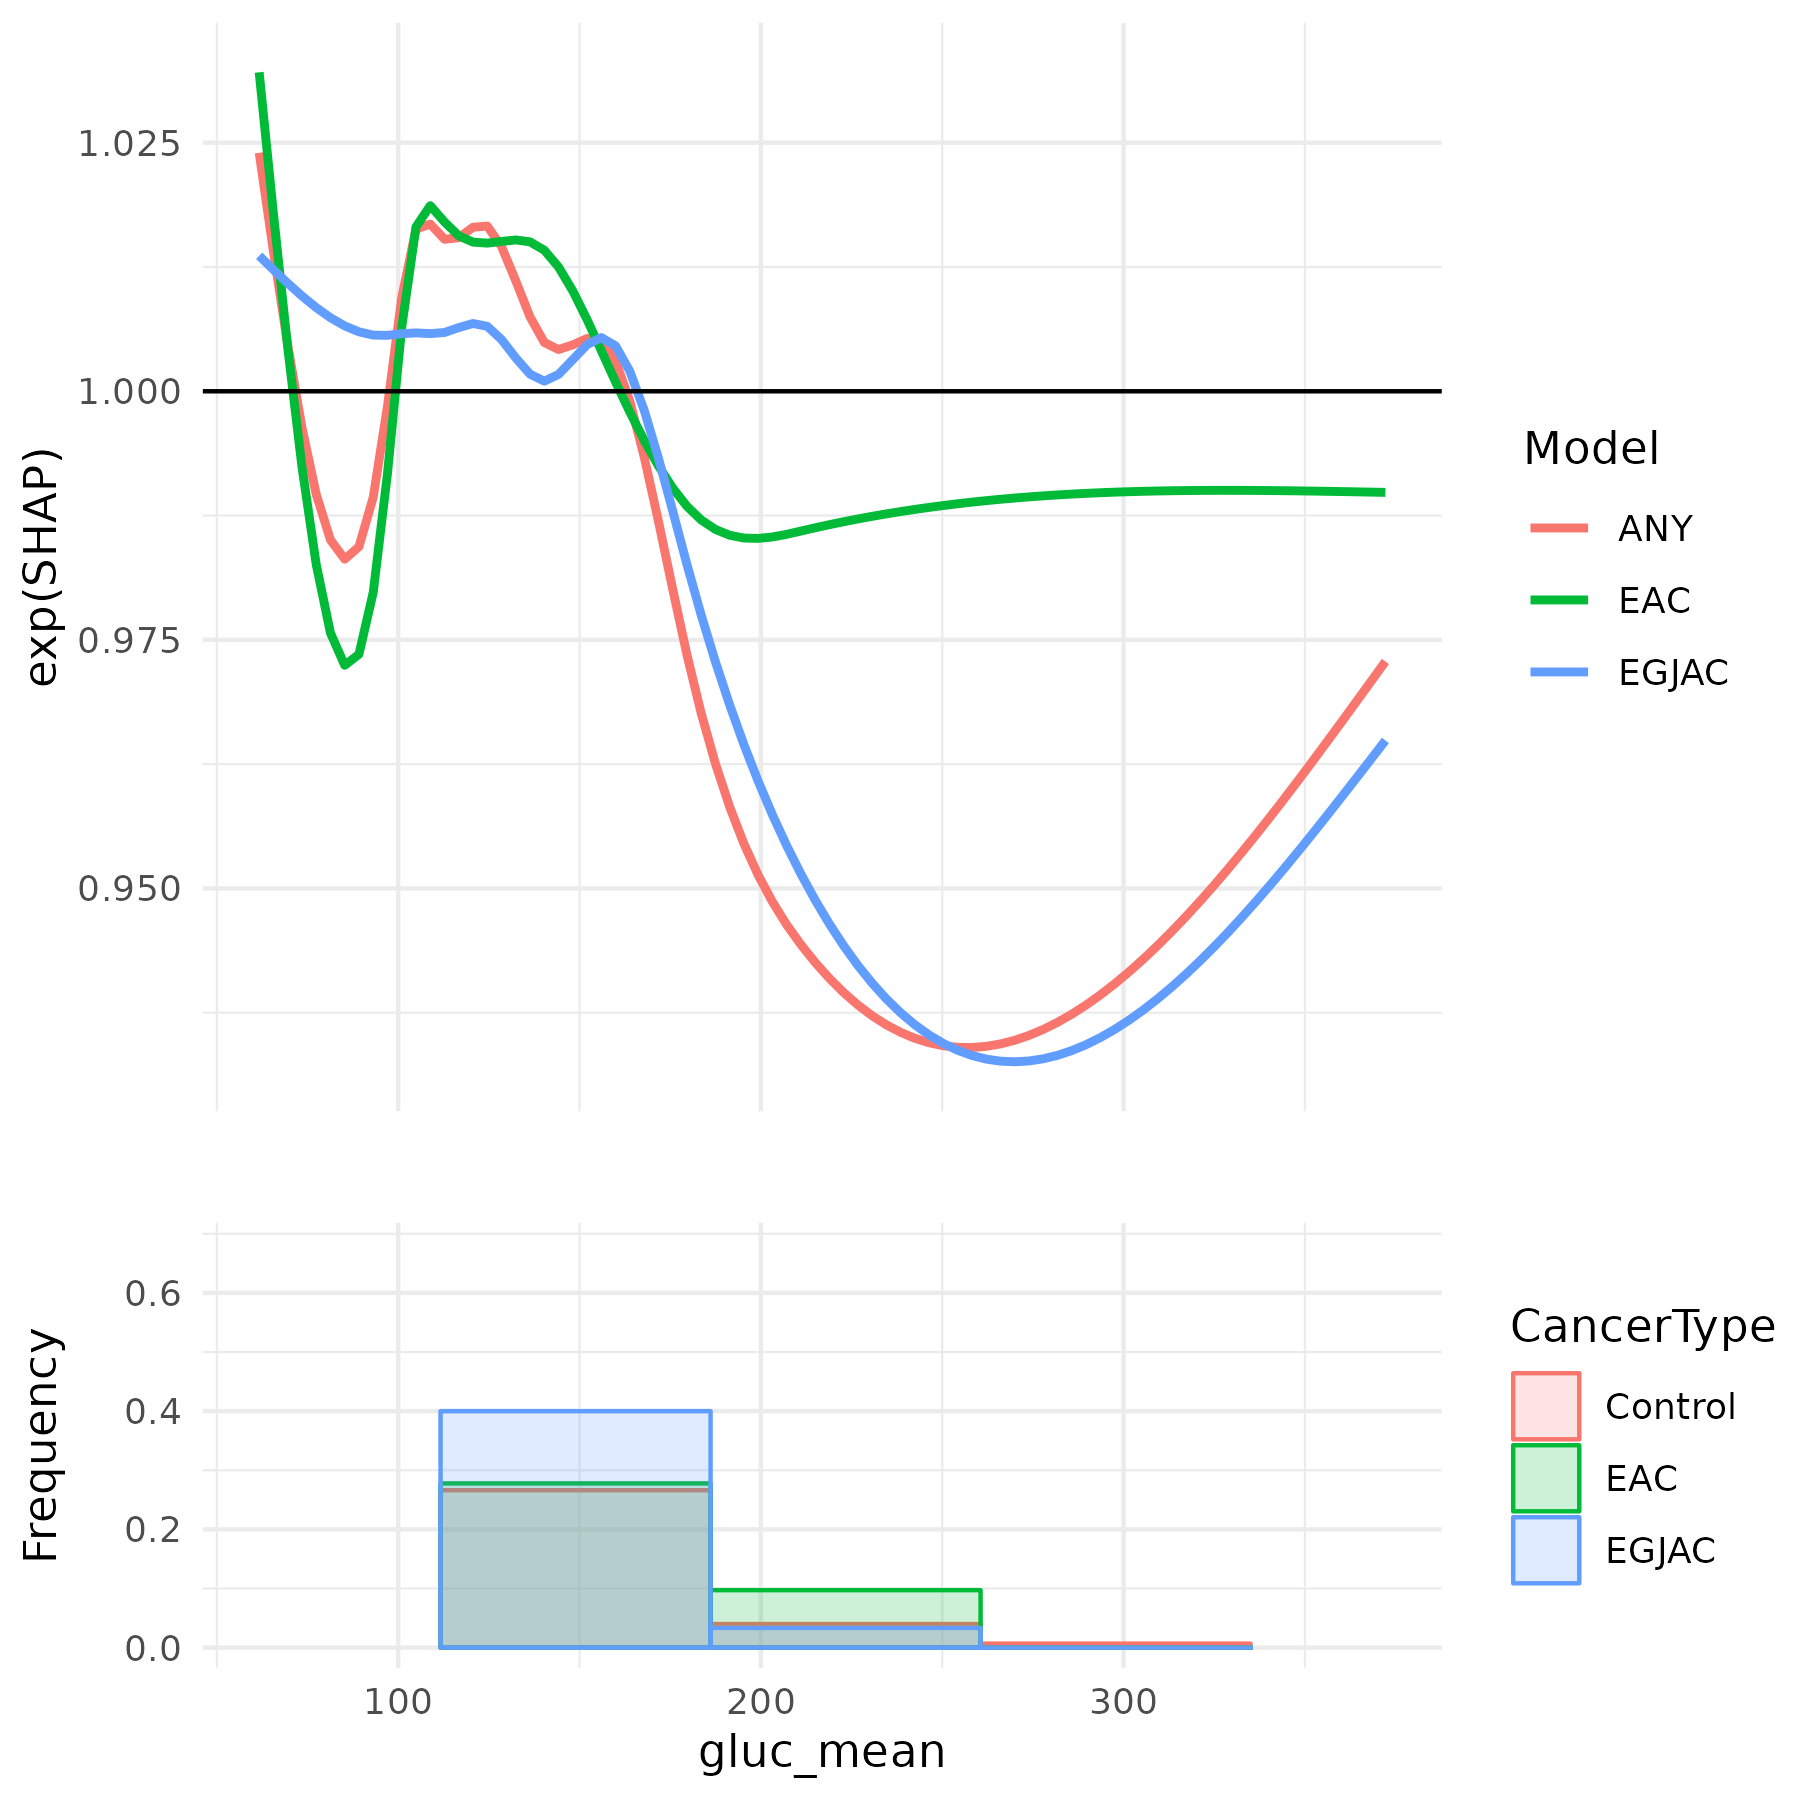 exp(SHAP)
1.025
1.000
0.975
0.950
Model
ANY
EAC
EGJAC
Frequency
0.6
0.4
0.2
0.0
100 200 300
gluc_mean
CancerType
Control
EAC
EGJAC